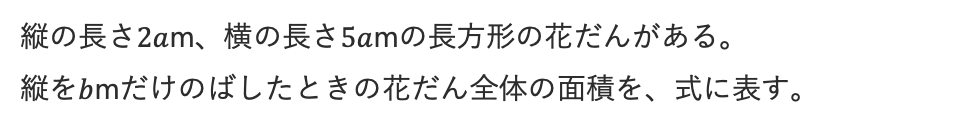 縦の長さ2am、横の長さ5amの長方形の花だんがある。
縦をbmだけのばしたときの花だん全体の面積を、式に表す。